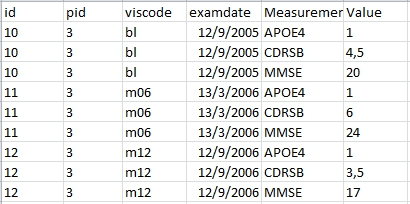 id pid viscode examdate Measuremen Value
10 3 bl 12/9/2005 APOE4 1
10 3 bl 12/9/2005 CDRSB 4,5
10 3 bl 12/9/2005 MMSE 20
11 3 m06 13/3/2006 APOE4 1
11 3 m06 13/3/2006 CDRSB 6
11 3 m06 13/3/2006 MMSE 24
12 3 m12 12/9/2006 APOE4 1
12 3 m12 12/9/2006 CDRSB 3,5
12 3 m12 12/9/2006 MMSE 17